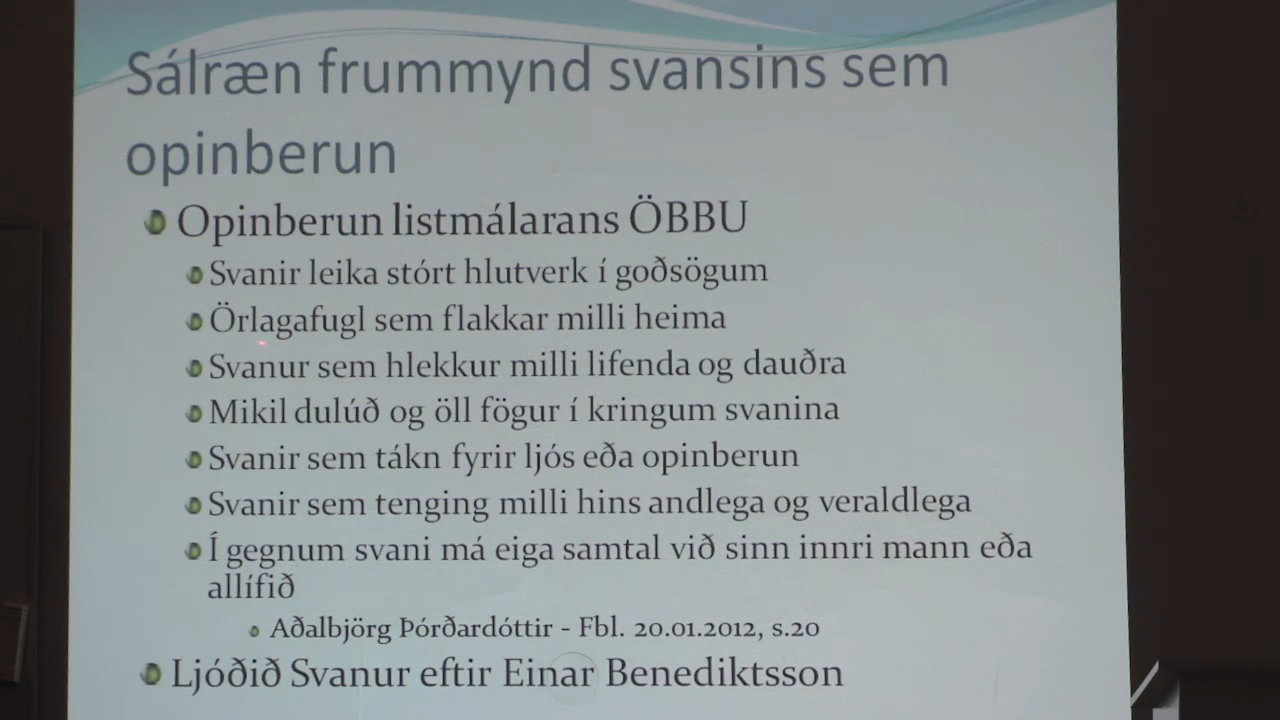 Sálræn frummynd svansins sem
opinberun
Opinberun listmálarans ÖBBU
Svanir leika stórt hlutverk í goðsögum
Örlagafugl sem flakkar milli heima
Svanur sem hlekkur milli lifenda og dauðra
Mikil dulúð og öll fögur í kringum svanina
Svanir sem tákn fyrir ljós eða opinberun
Svanir sem tenging milli hins andlega og veraldlega
Í gegnum svani má eiga samtal við sinn innri mann eða
allífið
Aðalbjörg Þórðardóttir - Fbl. 20.01.2012, s.20
Ljóðið Svanur eftir Einar Benediktsson